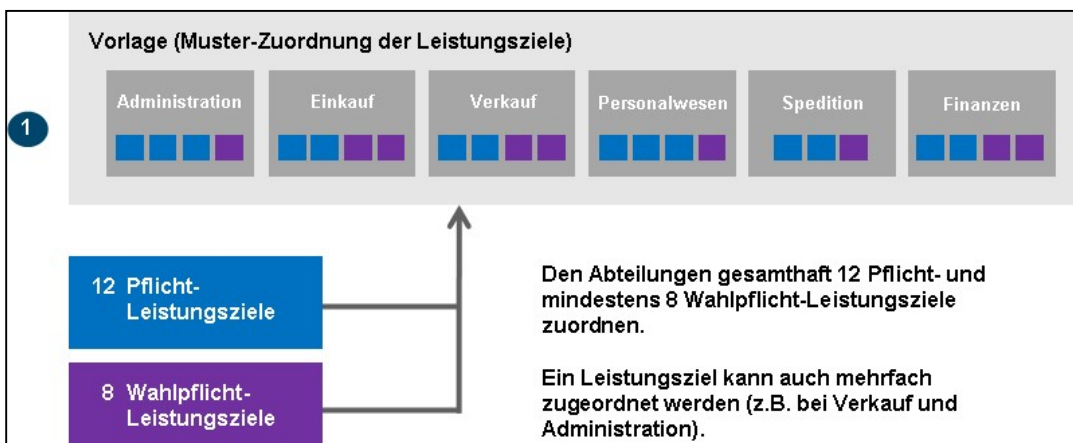 Vorlage (Muster-Zuordnung der Leistungsziele)
Administration
Einkauf
Verkauf
Personalwesen
Spedition
Finanzen
1
12 Pflicht-
Leistungsziele
8 Wahlpflicht-
Leistungsziele
Den Abteilungen gesamthaft 12 Pflicht- und
mindestens 8 Wahlpflicht-Leistungsziele
zuordnen.
Ein Leistungsziel kann auch mehrfach
zugeordnet werden (z.B. bei Verkauf und
Administration).